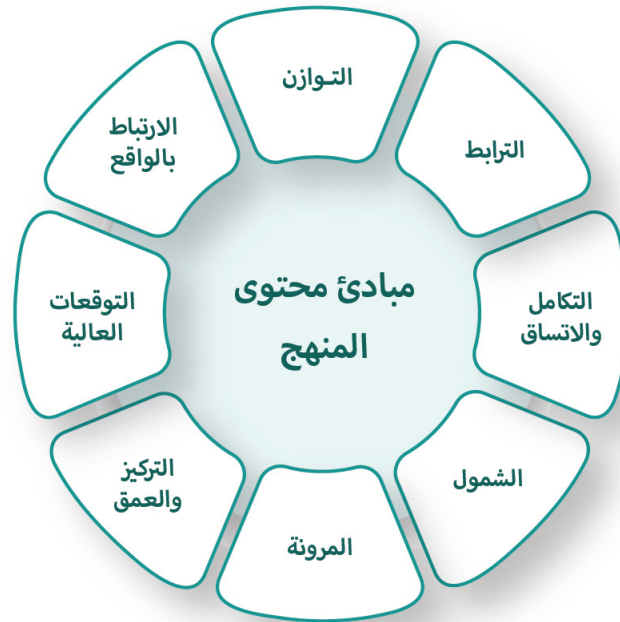 مبادئ محتوى
المنهج
التـوازن
الترابط
التكامل
والاتساق
الشمول
المرونة
التركيز
والعمق
التوقعات
العالية
الارتباط
بالواقع